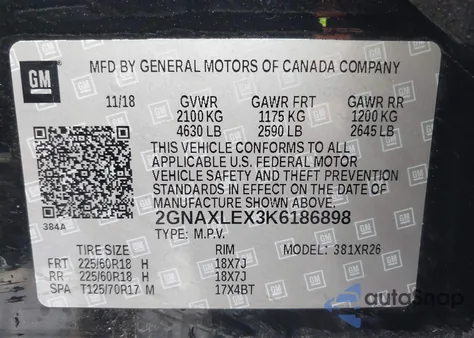 GM
MFD BY GENERAL MOTORS OF CANADA COMPANY
GM
11/18 GVWR GAWR FRT GAWR RR
2100 KG 1175 KG 1200 KG
4630 LB 2590 LB 2645 LB
THIS VEHICLE CONFORMS TO ALL
APPLICABLE U.S. FEDERAL MOTOR
VEHICLE SAFETY AND THEFT PREVENTION
STANDARDS IN EFFECT ON THE DATE OF
MANUFACTURE SHOWN ABOVE.
384A
2GNAXLEX3K6186898
TYPE: M.P.V.
TIRE SIZE RIM MODEL: 381XR26
FRT 225/60R18 H 18X7J
RR 225/60R18 H 18X7J
SPA T125/70R17 M 17X4BT
autoSnap